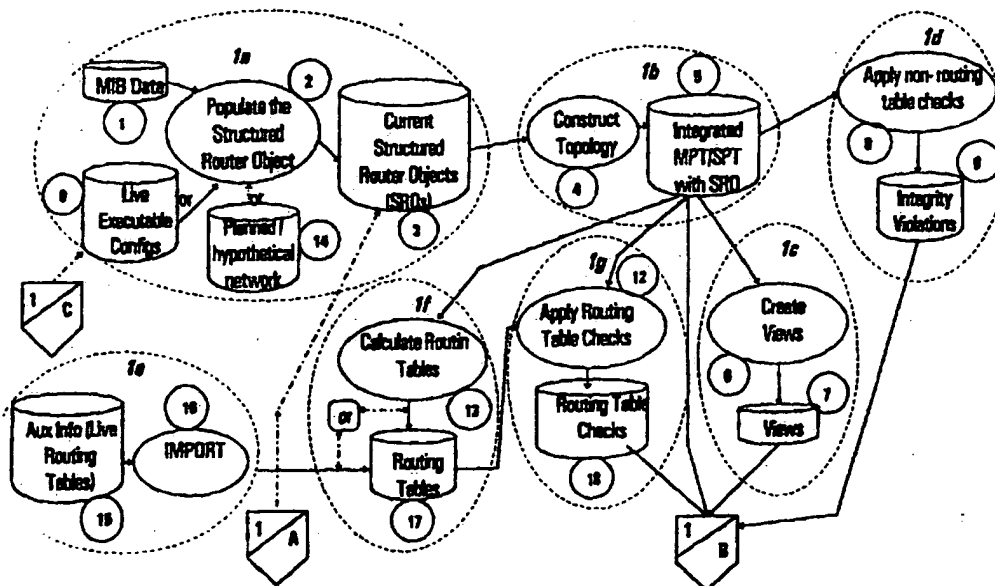 1a
MIB Data
1
2
Populate the
Structured
Router Object
9
Live
Executable
Configs
or
or
Planned /
hypothetical
network
14
Current
Structured
Router Objects
(SROs)
3
1b
5
Construct
Topology
4
Integrated
MPT/SPT
with SRO
1d
Apply non-routing
table checks
8
9
Integrity
Violations
1
C
1e
Aux Info (Live
Routing
Tables)
15
16
IMPORT
1
A
1f
Calculate Routin
Tables
13
or
Routing
Tables
17
1g
12
Apply Routing
Table Checks
Routing Table
Checks
18
1c
Create
Views
6
7
Views
1
B